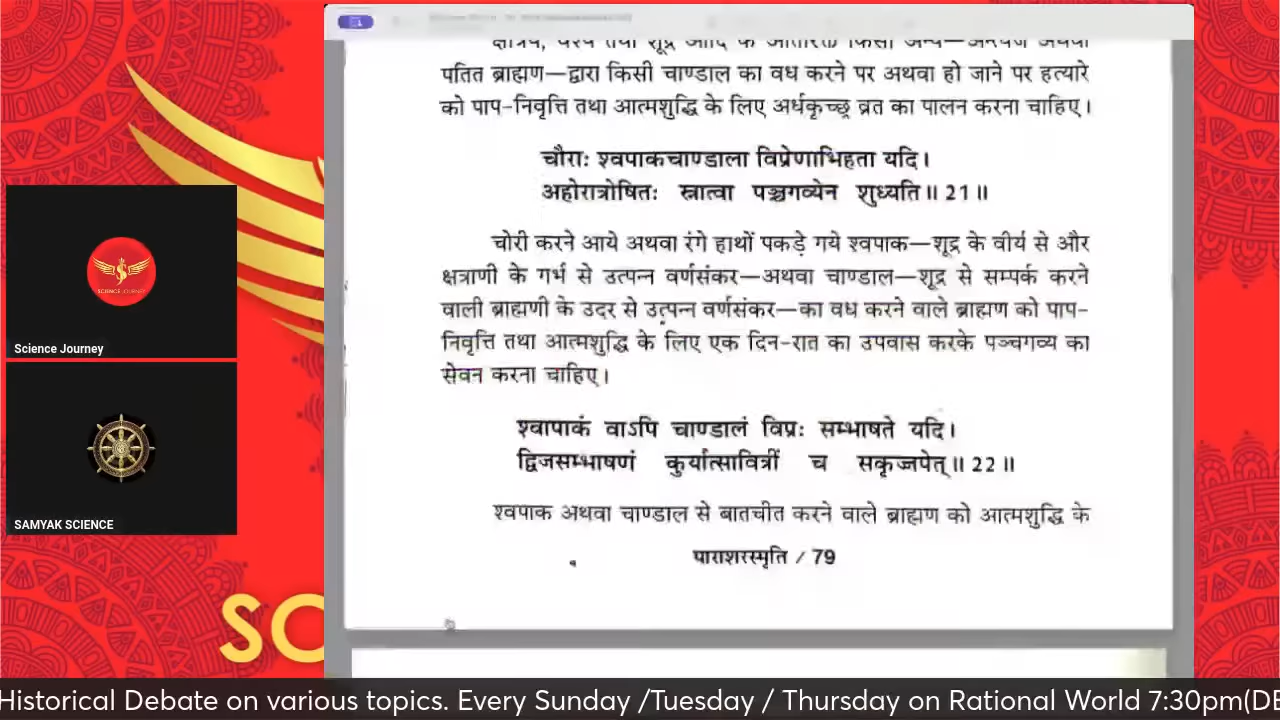 पतित ब्राह्मण—द्वारा किसी चाण्डाल का वध करने पर अथवा हो जाने पर हत्यारे
को पाप-निवृत्ति तथा आत्मशुद्धि के लिए अर्धकृच्छ्र व्रत का पालन करना चाहिए।
चौराः श्वपाकचाण्डाला विप्रेणाभिहता यदि।
अहोरात्रोषितः स्नात्वा पञ्चगव्येन शुध्यति॥ 21॥
चोरी करने आये अथवा रंगे हाथों पकड़े गये श्वपाक—शूद्र के वीर्य से और
क्षत्राणी के गर्भ से उत्पन्न वर्णसंकर—अथवा चाण्डाल—शूद्र से सम्पर्क करने
वाली ब्राह्मणी के उदर से उत्पन्न वर्णसंकर—का वध करने वाले ब्राह्मण को पाप-
निवृत्ति तथा आत्मशुद्धि के लिए एक दिन-रात का उपवास करके पञ्चगव्य का
सेवन करना चाहिए।
श्वापाकं वाऽपि चाण्डालं विप्रः सम्भाषते यदि।
द्विजसम्भाषणं कुर्यात्सावित्रीं च सकृज्जपेत्॥ 22॥
श्वपाक अथवा चाण्डाल से बातचीत करने वाले ब्राह्मण को आत्मशुद्धि के
पाराशरस्मृति / 79
SCIENCE JOURNEY
Science Journey
SAMYAK SCIENCE
SC
Historical Debate on various topics. Every Sunday /Tuesday / Thursday on Rational World 7:30pm(DE